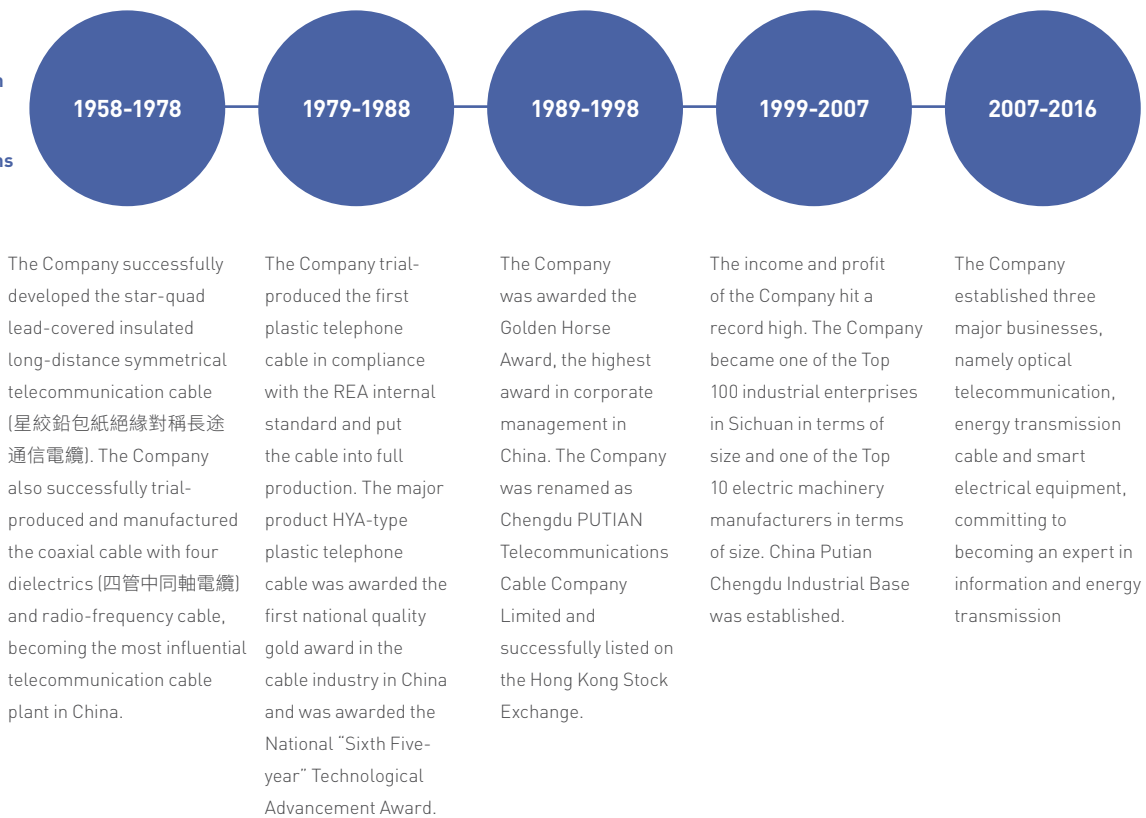 1958-1978
1979-1988
1989-1998
1999-2007
2007-2016
The Company successfully
developed the star-quad
lead-covered insulated
long-distance symmetrical
telecommunication cable
(星絞鉛包紙絕緣對稱長途
通信電纜). The Company
also successfully trial-
produced and manufactured
the coaxial cable with four
dielectrics (四管中同軸電纜)
and radio-frequency cable,
becoming the most influential
telecommunication cable
plant in China.
The Company trial-
produced the first
plastic telephone
cable in compliance
with the REA internal
standard and put
the cable into full
production. The major
product HYA-type
plastic telephone
cable was awarded the
first national quality
gold award in the
cable industry in China
and was awarded the
National “Sixth Five-
year” Technological
Advancement Award.
The Company
was awarded the
Golden Horse
Award, the highest
award in corporate
management in
China. The Company
was renamed as
Chengdu PUTIAN
Telecommunications
Cable Company
Limited and
successfully listed on
the Hong Kong Stock
Exchange.
The income and profit
of the Company hit a
record high. The Company
became one of the Top
100 industrial enterprises
in Sichuan in terms of
size and one of the Top
10 electric machinery
manufacturers in terms
of size. China Putian
Chengdu Industrial Base
was established.
The Company
established three
major businesses,
namely optical
telecommunication,
energy transmission
cable and smart
electrical equipment,
committing to
becoming an expert in
information and energy
transmission